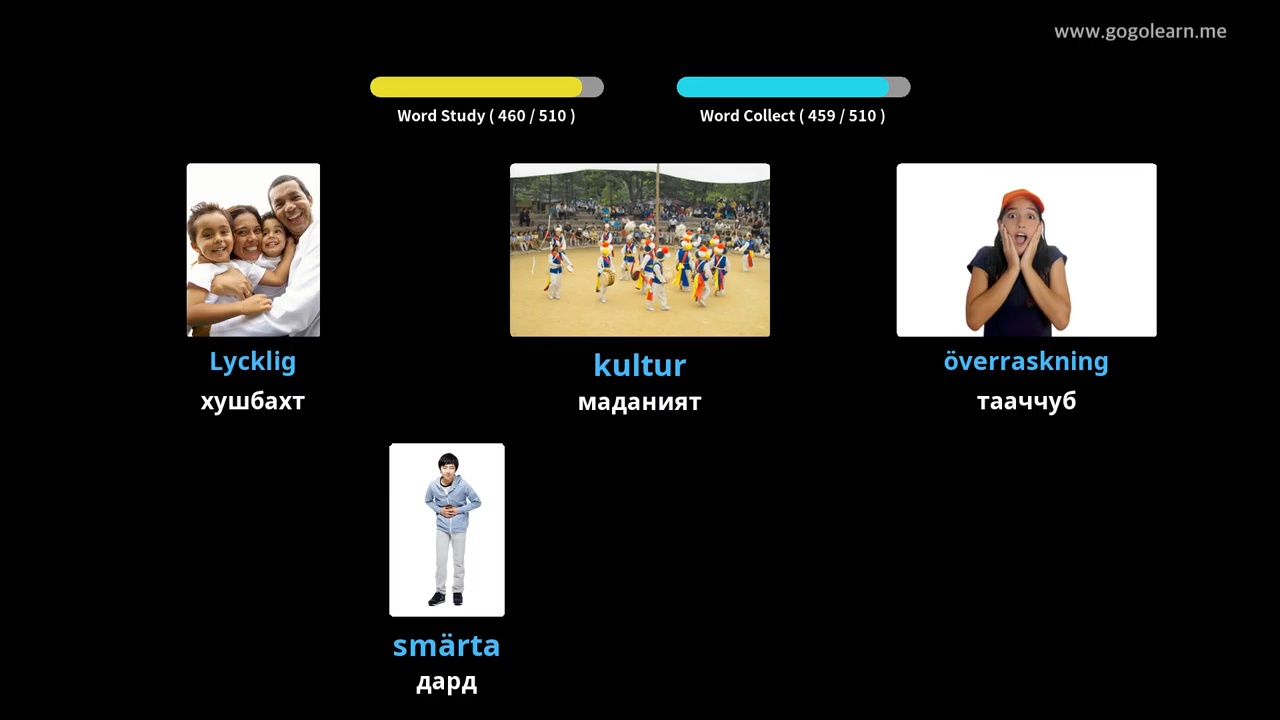 www.gogolearn.me
Word Study ( 460 / 510 )
Word Collect ( 459 / 510 )
Lycklig
kultur
överraskning
хушбахт
маданият
тааччуб
smärta
дард